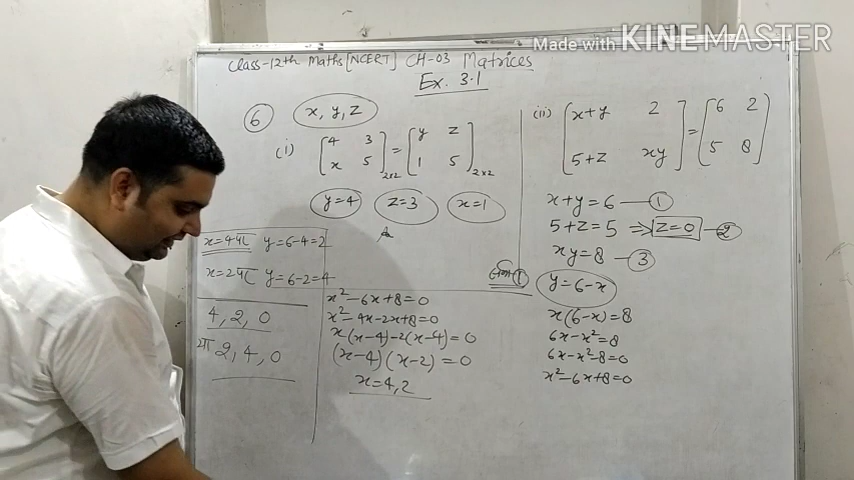 Made with KINEMASTER
Class-12th Maths [NCERT] CH-03 Matrices
Ex. 3.1
6 x, y, z
(i) [4 3 x 5]2×2 = [y z 1 5]2×2
y=4 z=3 x=1
(ii) [x+y 2 5+z xy] = [6 2 5 8]
x+y=6 — 1
5+z=5 ⇒ z=0 — 2
xy=8 — 3
y=6-x
x(6-x)=8
6x-x²=8
6x-x²-8=0
x²-6x+8=0
x²-6x+8=0
x²-4x-2x+8=0
x(x-4)-2(x-4)=0
(x-4)(x-2)=0
x=4,2
x=4 y=6-4=2
x=2 y=6-2=4
4, 2, 0
या 2, 4, 0